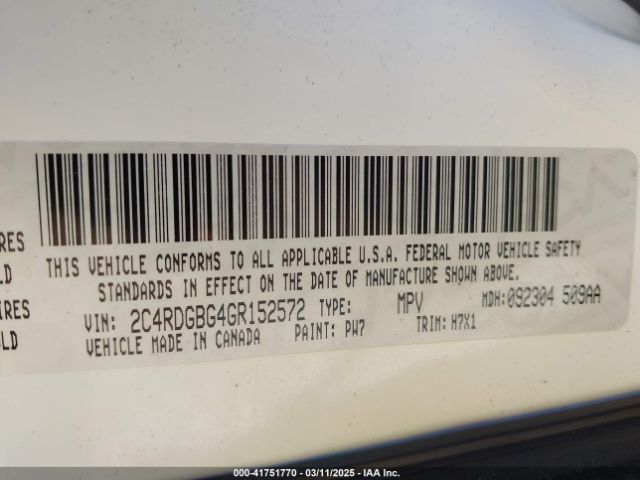 RES
LD
IRES
OLD
THIS VEHICLE CONFORMS TO ALL APPLICABLE U.S.A. FEDERAL MOTOR VEHICLE SAFETY
STANDARDS IN EFFECT ON THE DATE OF MANUFACTURE SHOWN ABOVE.
VIN: 2C4RDGBG4GR152572 TYPE: MPV MDH:092304 509AA
VEHICLE MADE IN CANADA PAINT: PW7 TRIM: H7X1
000-41751770 - 03/11/2025 - IAA Inc.